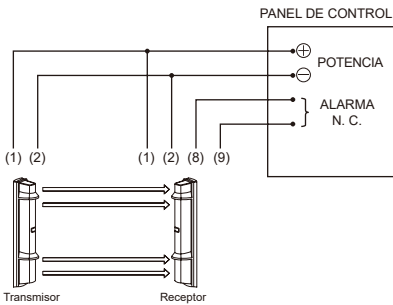 PANEL DE CONTROL
+
POTENCIA
−
ALARMA
N. C.
(1) (2) (1) (2) (8) (9)
Transmisor Receptor